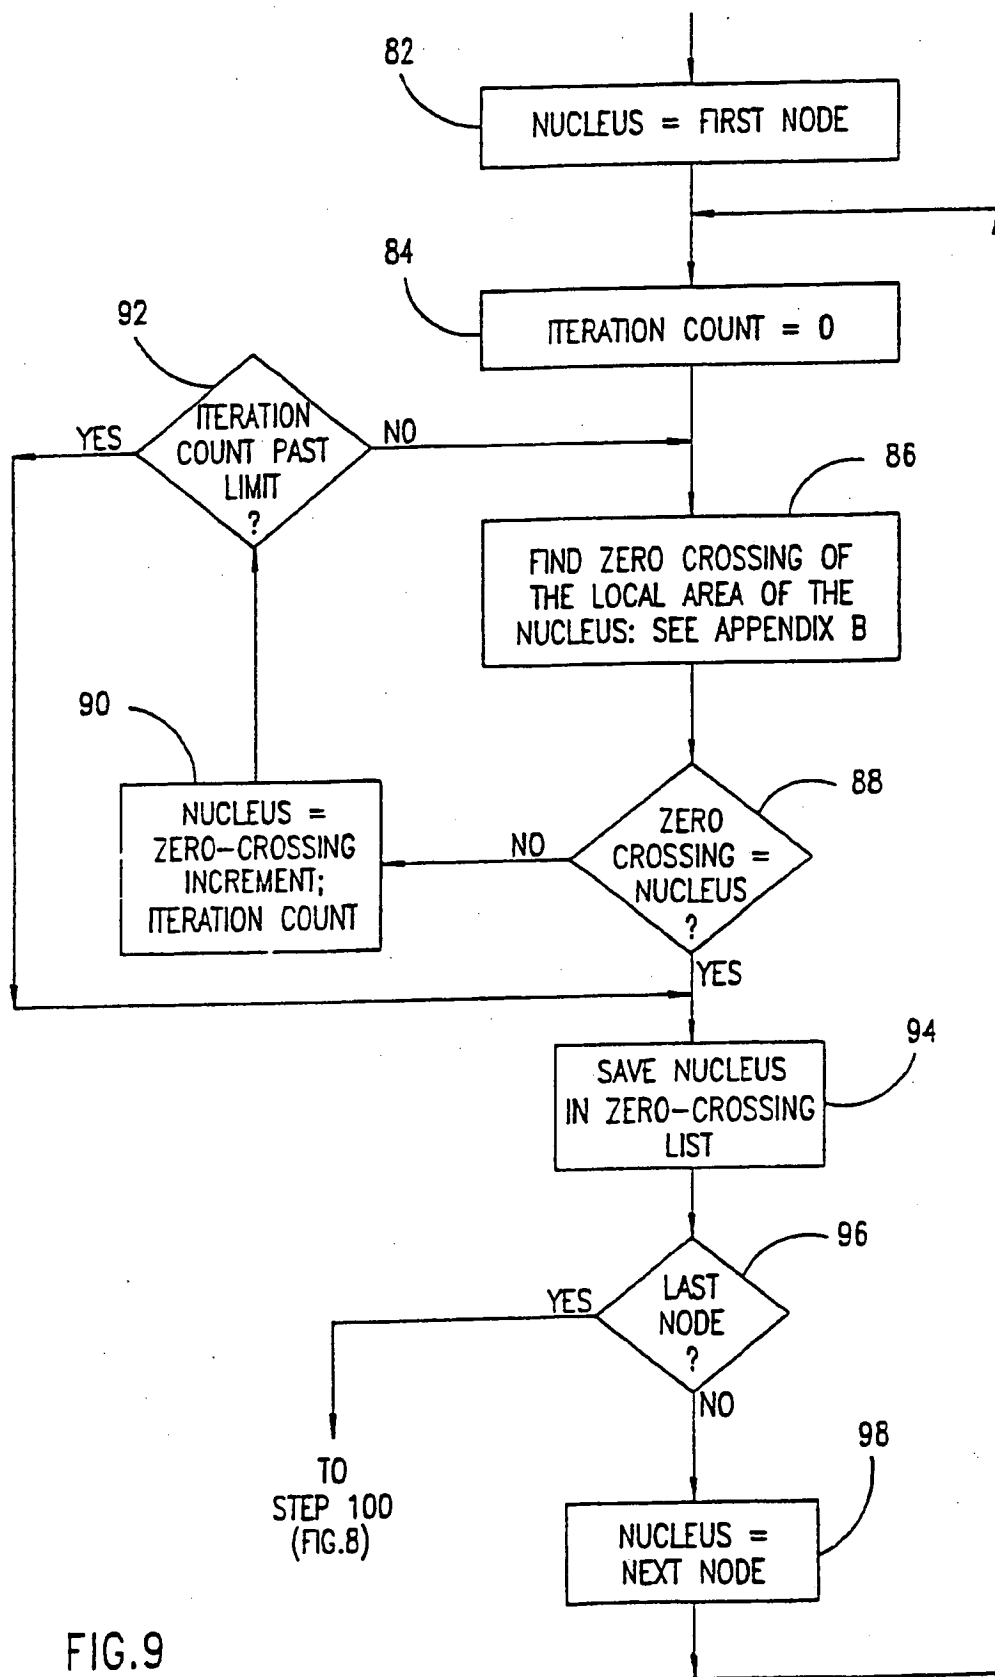 82
NUCLEUS = FIRST NODE
84
ITERATION COUNT = 0
92
ITERATION
COUNT PAST
LIMIT
?
YES
NO
86
FIND ZERO CROSSING OF
THE LOCAL AREA OF THE
NUCLEUS: SEE APPENDIX B
90
NUCLEUS =
ZERO-CROSSING
INCREMENT;
ITERATION COUNT
88
ZERO
CROSSING =
NUCLEUS
?
NO
YES
94
SAVE NUCLEUS
IN ZERO-CROSSING
LIST
96
LAST
NODE
?
YES
NO
TO
STEP 100
(FIG.8)
98
NUCLEUS =
NEXT NODE
FIG.9